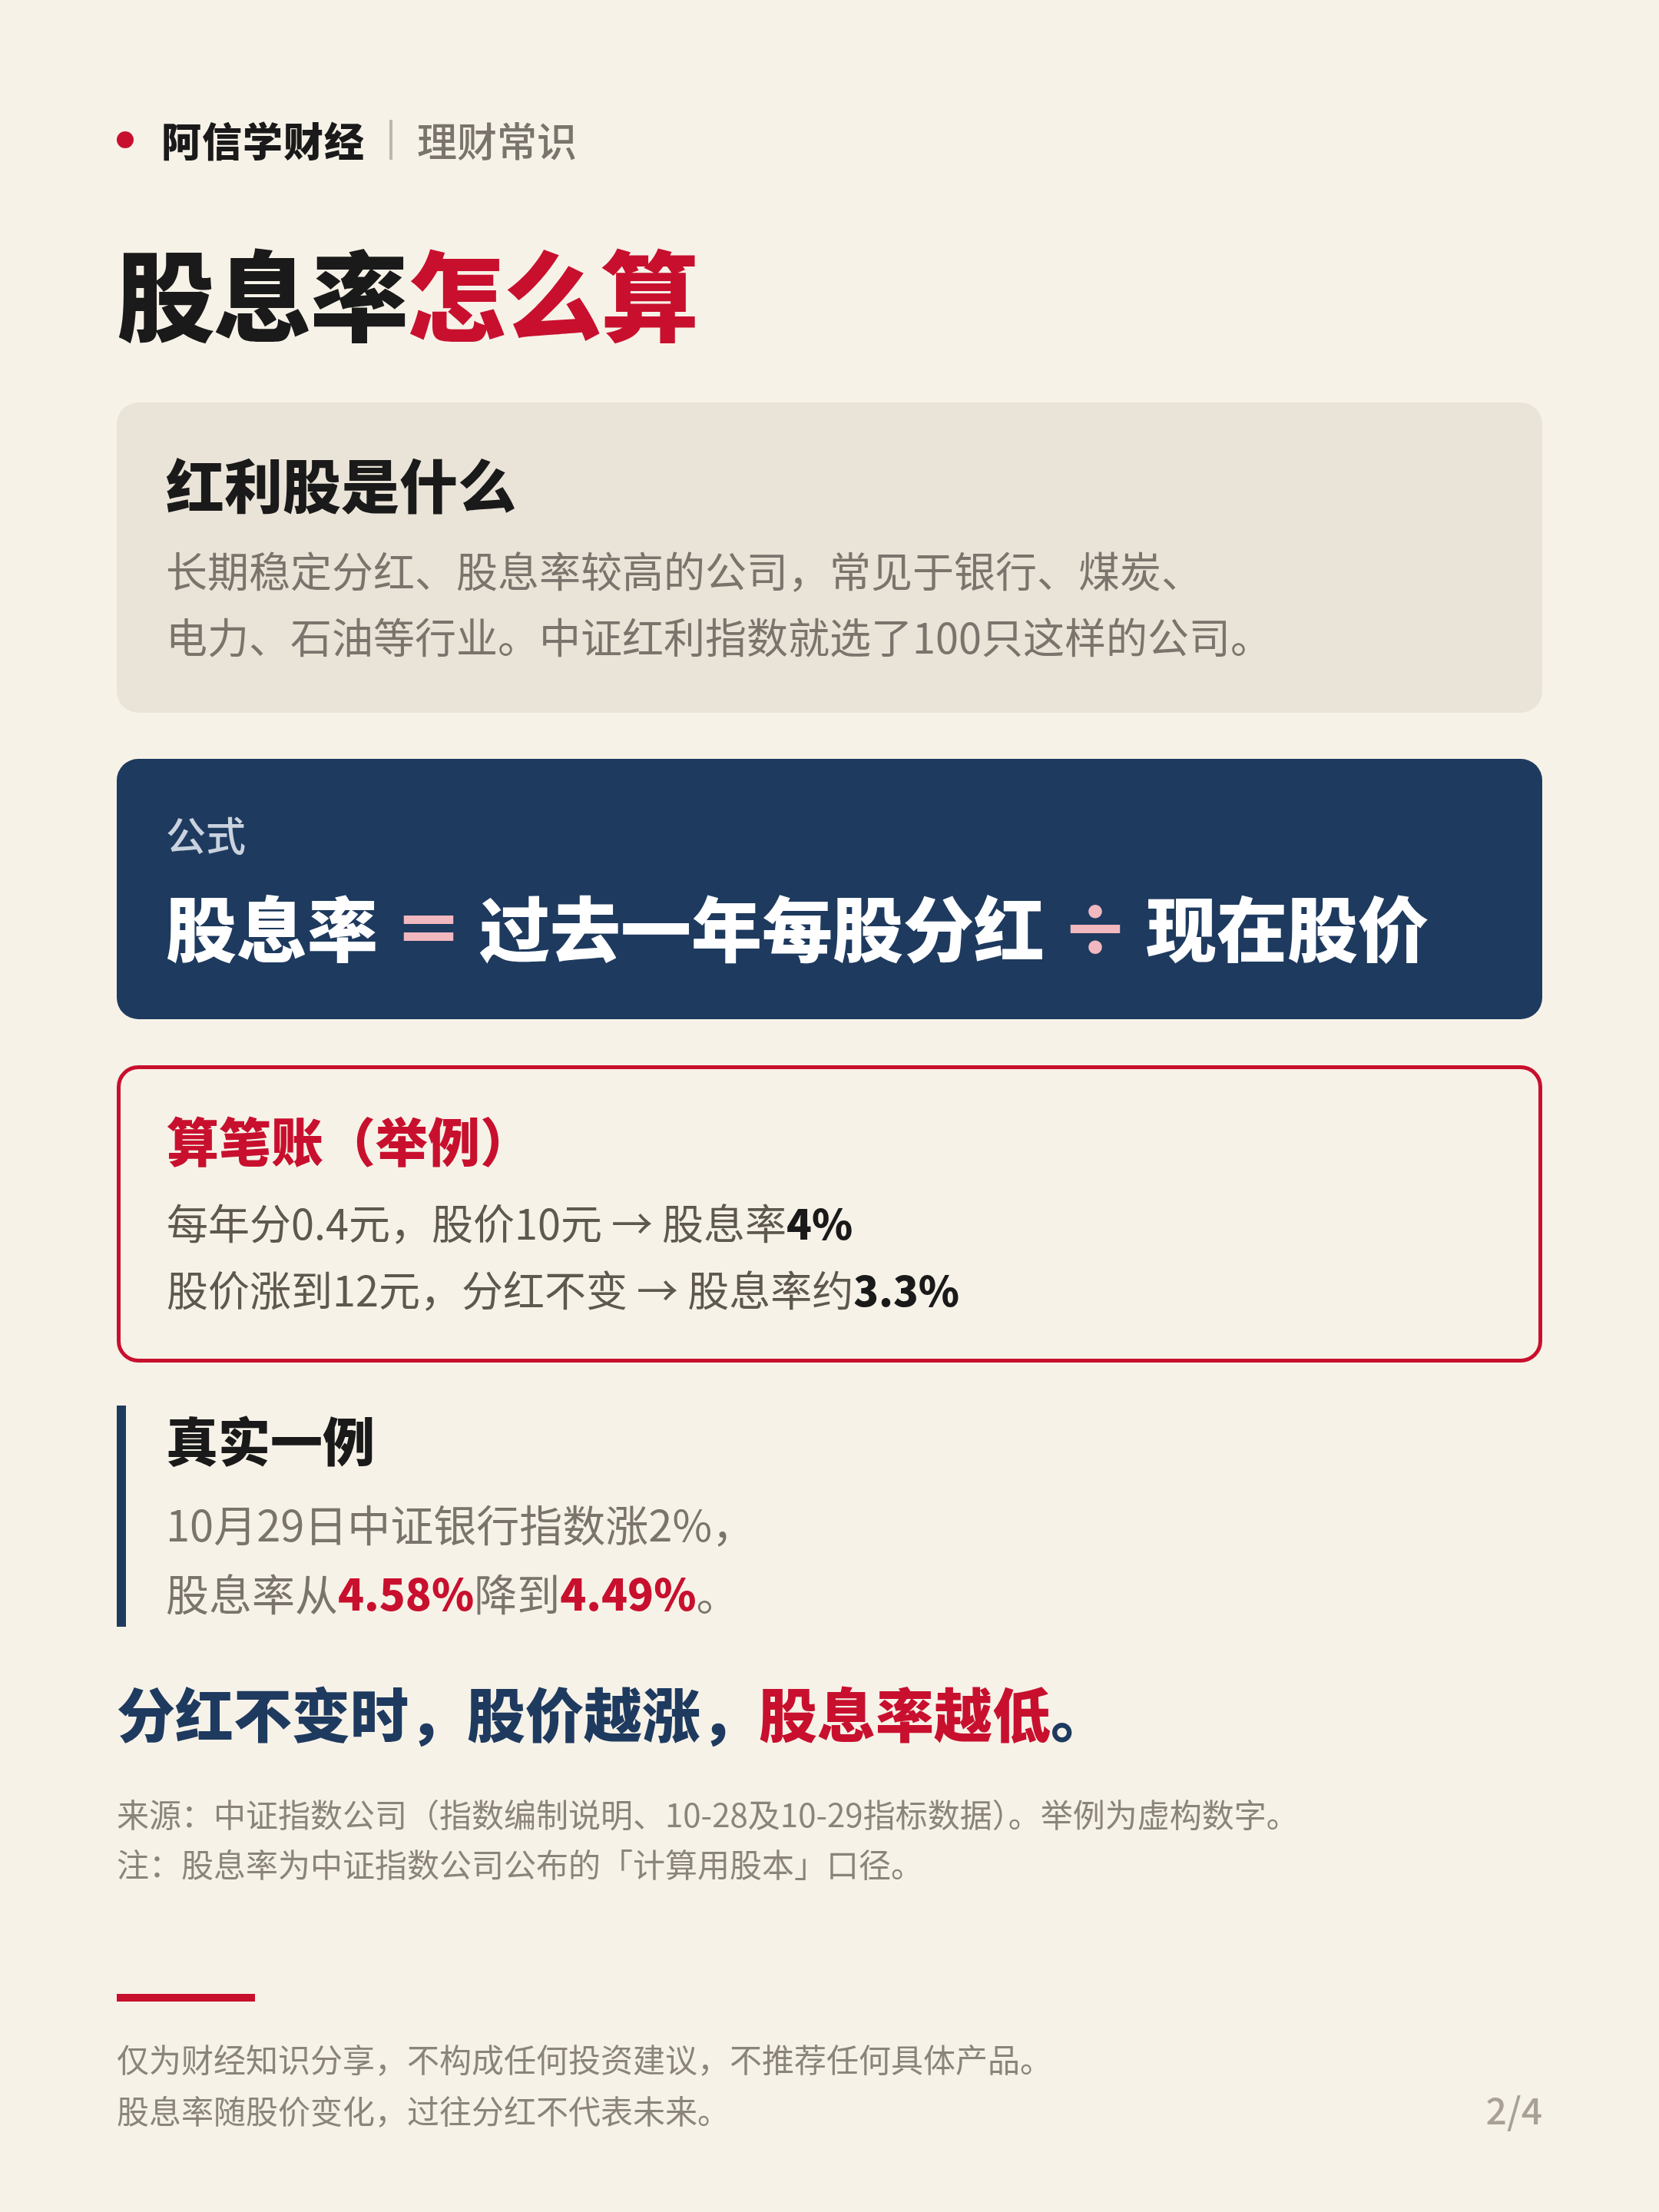 阿信学财经｜理财常识
股息率怎么算
红利股是什么
长期稳定分红、股息率较高的公司，常见于银行、煤炭、
电力、石油等行业。中证红利指数就选了100只这样的公司。
公式
股息率 ＝ 过去一年每股分红 ÷ 现在股价
算笔账（举例）
每年分0.4元，股价10元 → 股息率4%
股价涨到12元，分红不变 → 股息率约3.3%
真实一例
10月29日中证银行指数涨2%，
股息率从4.58%降到4.49%。
分红不变时，股价越涨，股息率越低。
来源：中证指数公司（指数编制说明、10-28及10-29指标数据）。举例为虚构数字。
注：股息率为中证指数公司公布的「计算用股本」口径。
仅为财经知识分享，不构成任何投资建议，不推荐任何具体产品。
股息率随股价变化，过往分红不代表未来。
2/4